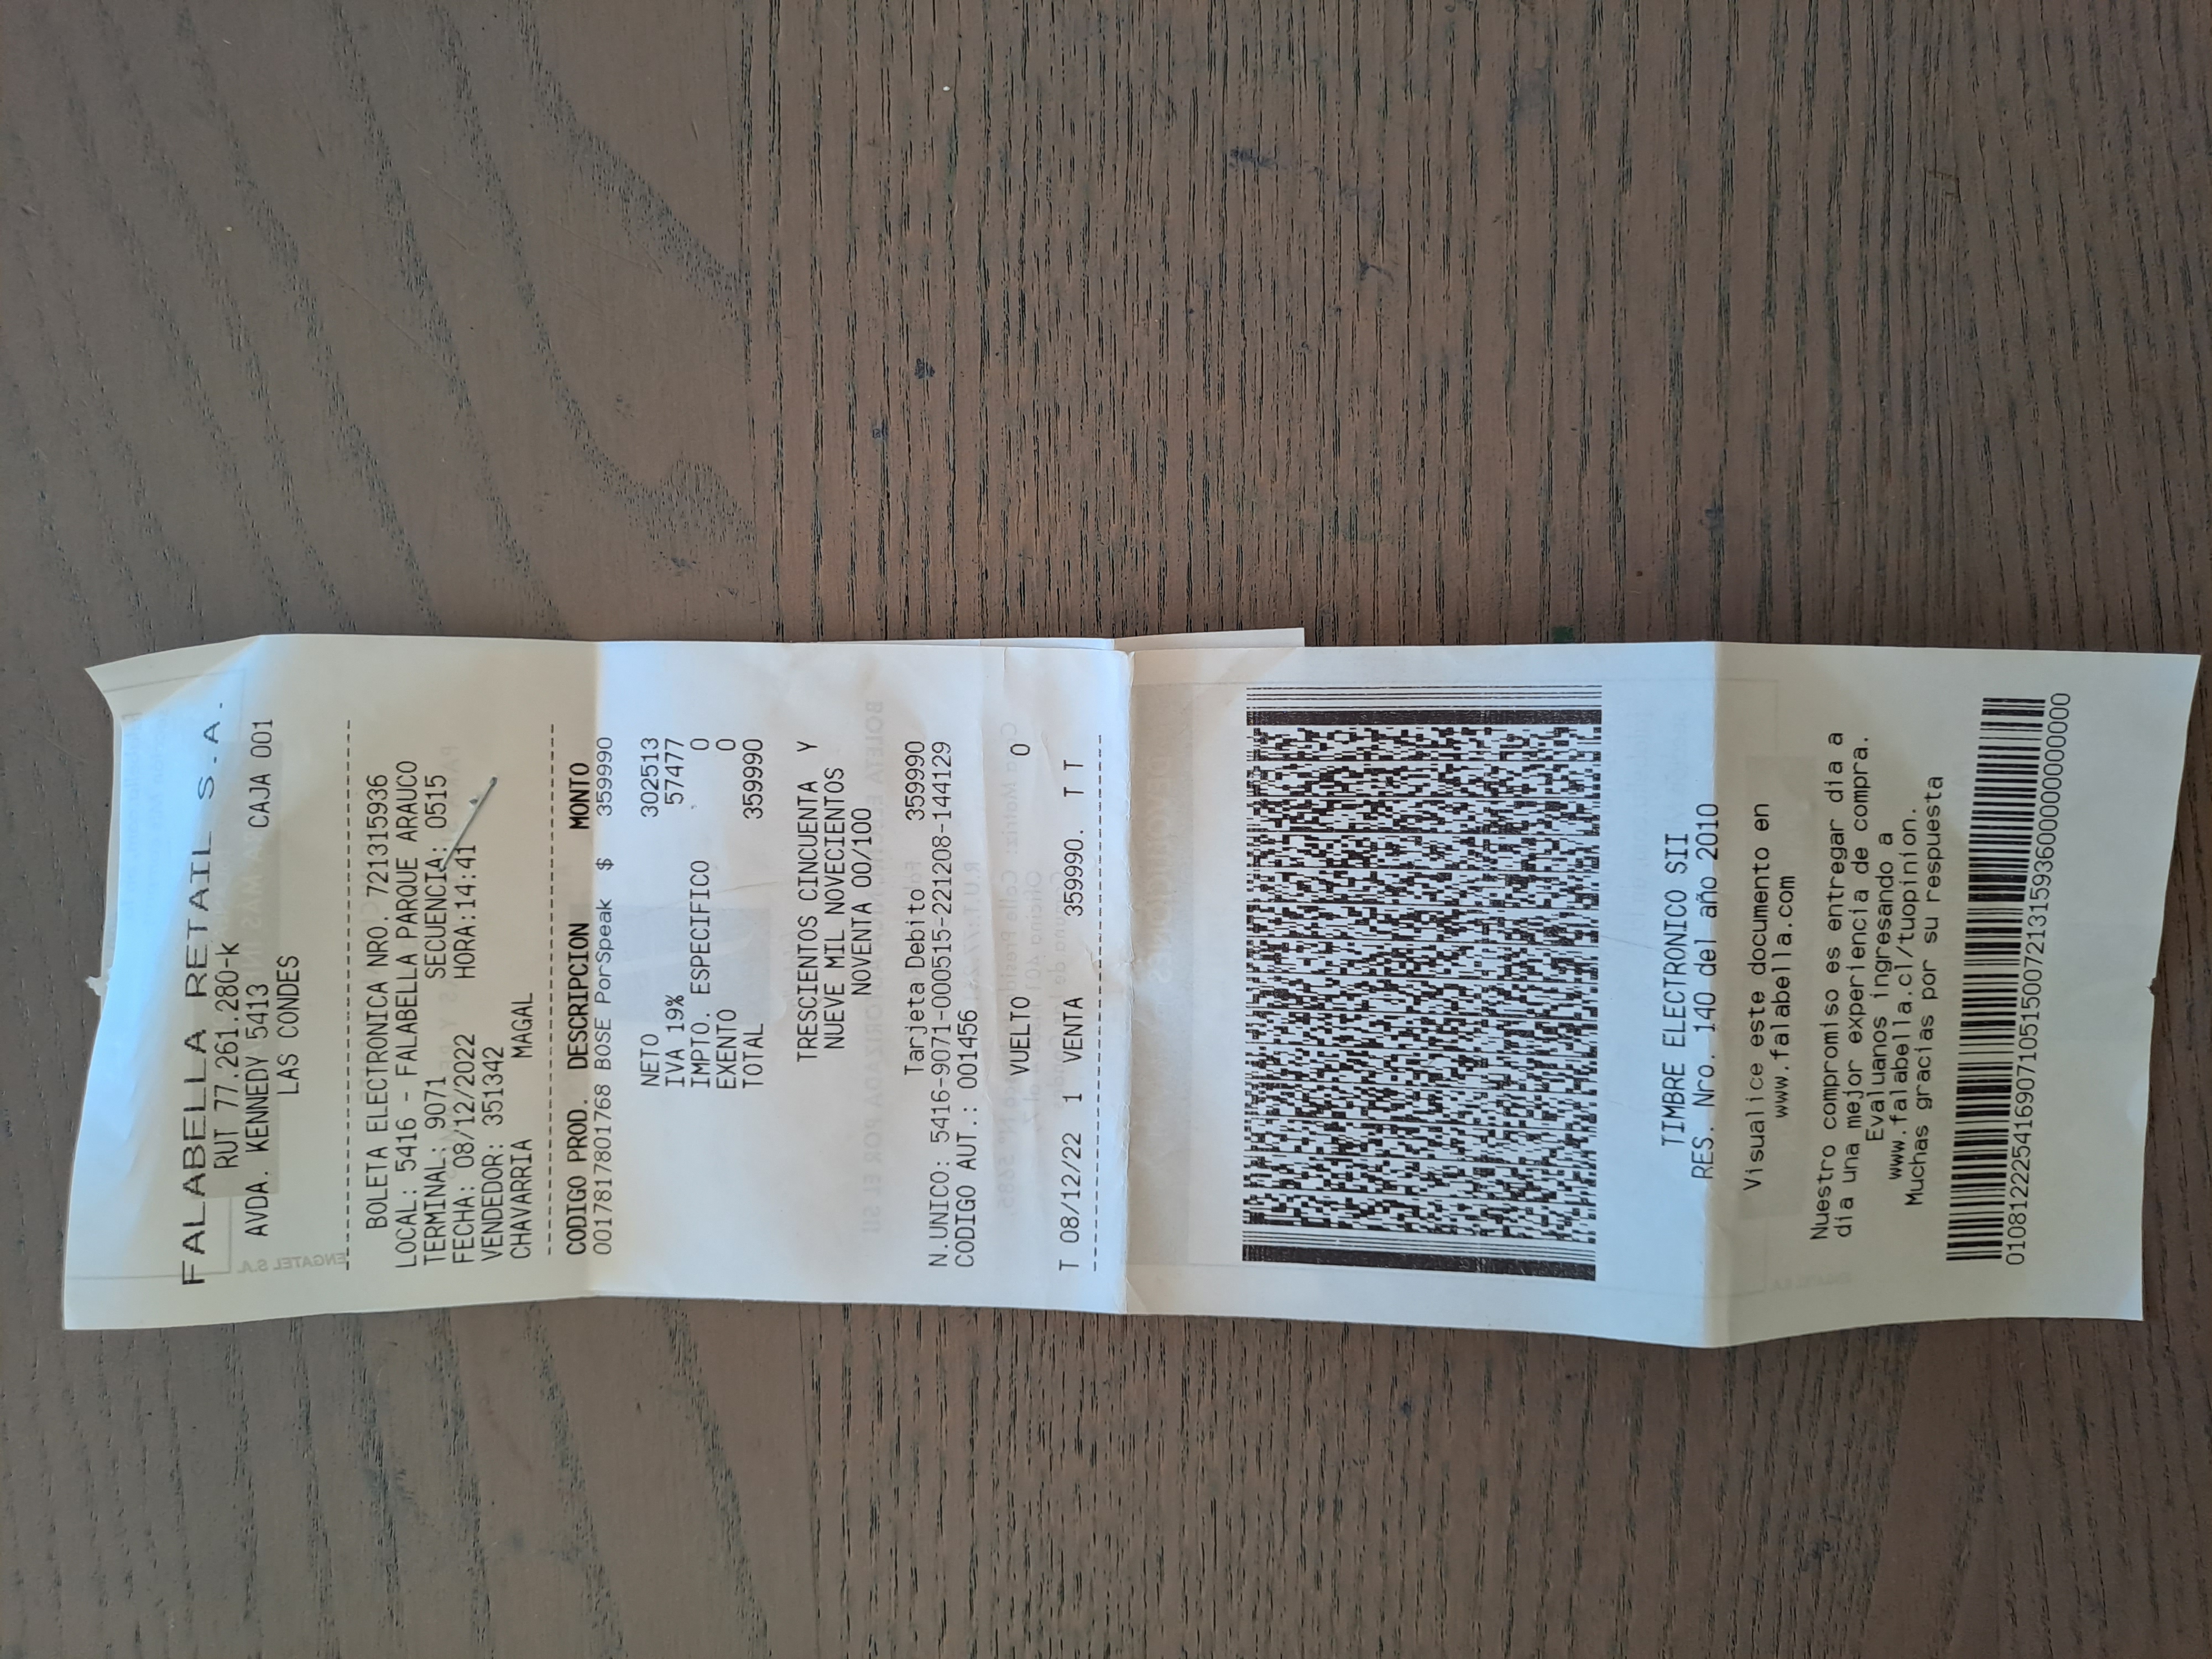 FALABELLA RETAIL S.A.
RUT 77.261.280-k
AVDA. KENNEDY 5413 CAJA 001
LAS CONDES
BOLETA ELECTRONICA NRO. 721315936
LOCAL: 5416 - FALABELLA PARQUE ARAUCO
TERMINAL: 9071 SECUENCIA: 0515
FECHA: 08/12/2022 HORA:14:41
VENDEDOR: 351342
CHAVARRIA MAGAL
CODIGO PROD. DESCRIPCION MONTO
0017817801768 BOSE PorSpeak $ 359990
NETO 302513
IVA 19% 57477
IMPTO. ESPECIFICO 0
EXENTO 0
TOTAL 359990
TRESCIENTOS CINCUENTA Y
NUEVE MIL NOVECIENTOS
NOVENTA 00/100
Tarjeta Debito 359990
N.UNICO: 5416-9071-000515-221208-144129
CODIGO AUT.: 001456
VUELTO 0
T 08/12/22 1 VENTA 359990. T T
TIMBRE ELECTRONICO SII
RES. Nro. 140 del año 2010
Visualice este documento en
www.falabella.com
Nuestro compromiso es entregar dia a
dia una mejor experiencia de compra.
Evaluanos ingresando a
www.falabella.cl/tuopinion.
Muchas gracias por su respuesta
01081222541690710515007213159360000000000​0